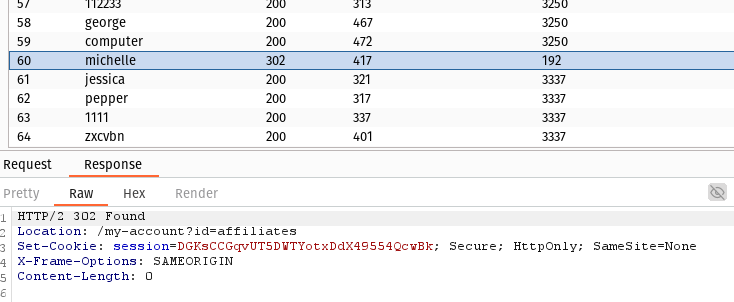 57 112233 200 313 3250
58 george 200 467 3250
59 computer 200 472 3250
60 michelle 302 417 192
61 jessica 200 321 3337
62 pepper 200 317 3337
63 1111 200 337 3337
64 zxcvbn 200 401 3337
Request Response
Pretty Raw Hex Render
1 HTTP/2 302 Found
2 Location: /my-account?id=affiliates
3 Set-Cookie: session=DGKsCCGqvUT5DWTYotxDdX49554QcwBk; Secure; HttpOnly; SameSite=None
4 X-Frame-Options: SAMEORIGIN
5 Content-Length: 0
6